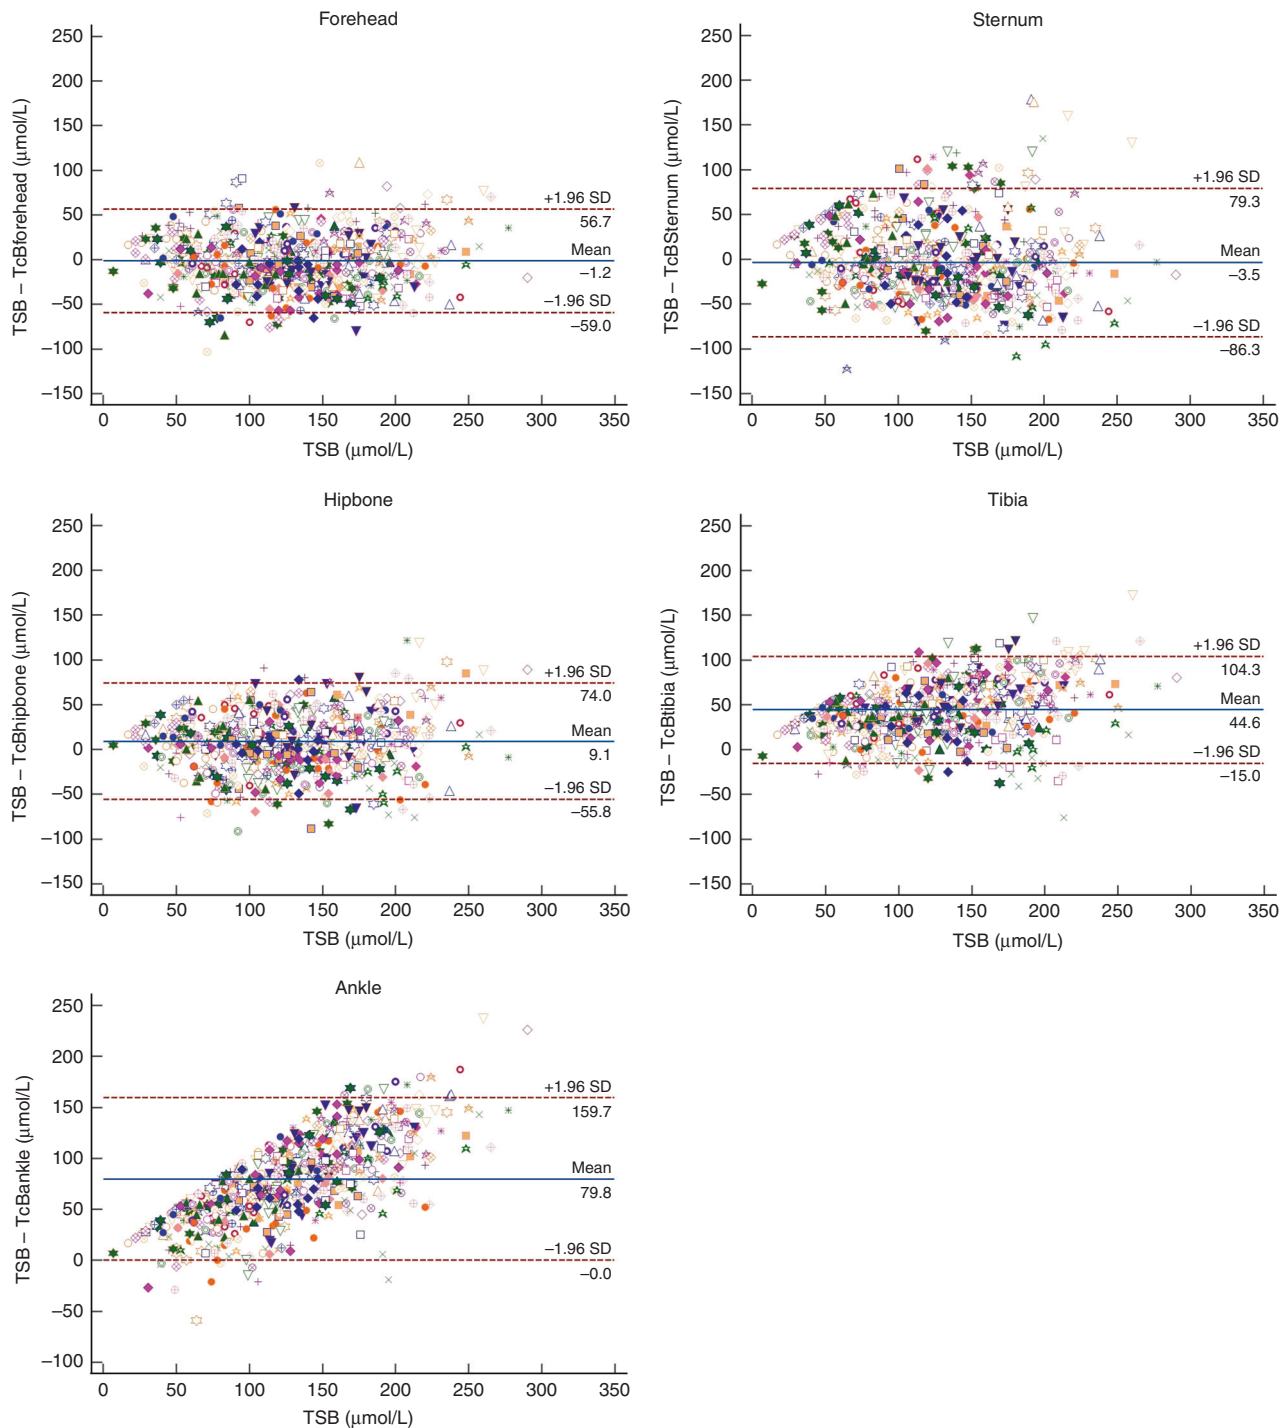 Forehead
TSB – TcBforehead (μmol/L)
250
200
150
100
50
0
–50
–100
–150
+1.96 SD
56.7
Mean
–1.2
–1.96 SD
–59.0
0 50 100 150 200 250 300 350
TSB (μmol/L)
Sternum
TSB – TcBSternum (μmol/L)
250
200
150
100
50
0
–50
–100
–150
+1.96 SD
79.3
Mean
–3.5
–1.96 SD
–86.3
0 50 100 150 200 250 300 350
TSB (μmol/L)
Hipbone
TSB – TcBhipbone (μmol/L)
250
200
150
100
50
0
–50
–100
–150
+1.96 SD
74.0
Mean
9.1
–1.96 SD
–55.8
0 50 100 150 200 250 300 350
TSB (μmol/L)
Tibia
TSB – TcBtibia (μmol/L)
250
200
150
100
50
0
–50
–100
–150
+1.96 SD
104.3
Mean
44.6
–1.96 SD
–15.0
0 50 100 150 200 250 300 350
TSB (μmol/L)
Ankle
TSB – TcBankle (μmol/L)
250
200
150
100
50
0
–50
–100
+1.96 SD
159.7
Mean
79.8
–1.96 SD
–0.0
0 50 100 150 200 250 300 350
TSB (μmol/L)